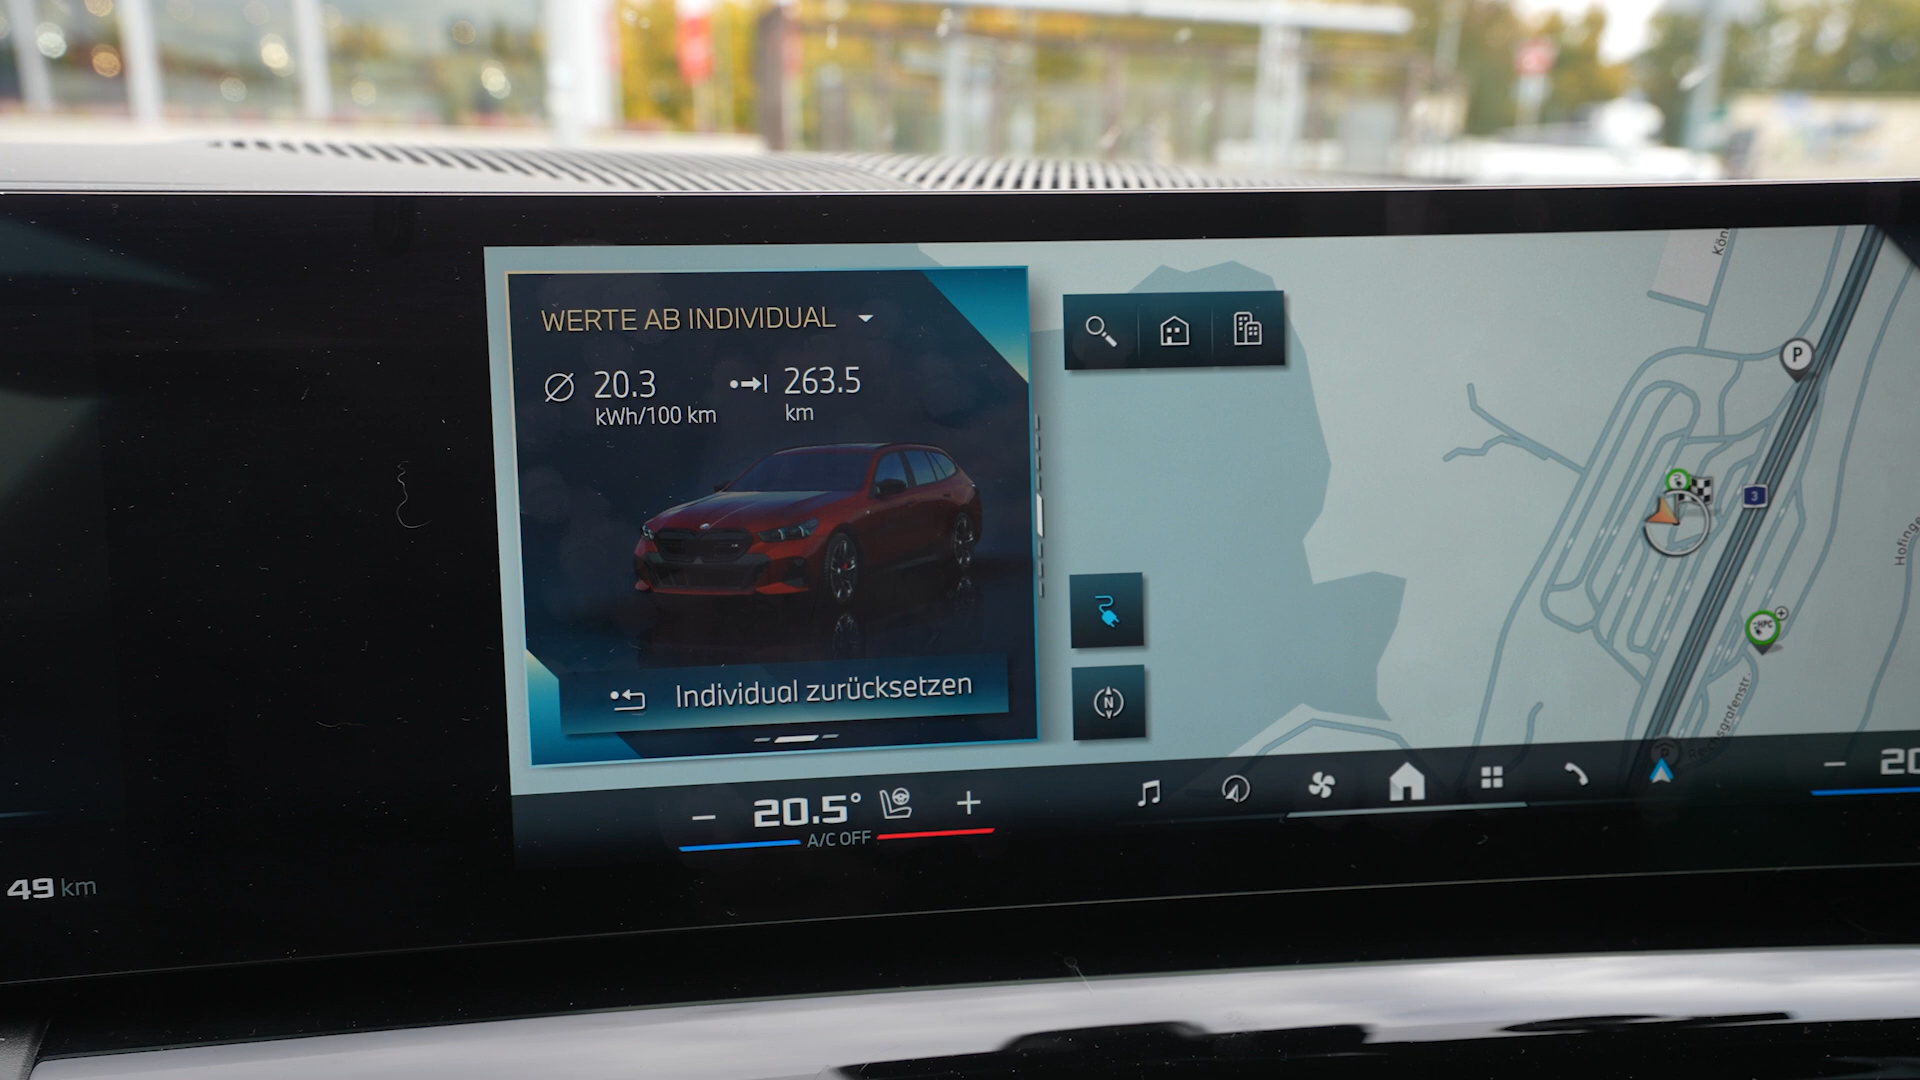 WERTE AB INDIVIDUAL
20.3
kWh/100 km
263.5
km
Individual zurücksetzen
P
3
HPC
N
20.5°
A/C OFF
49 km